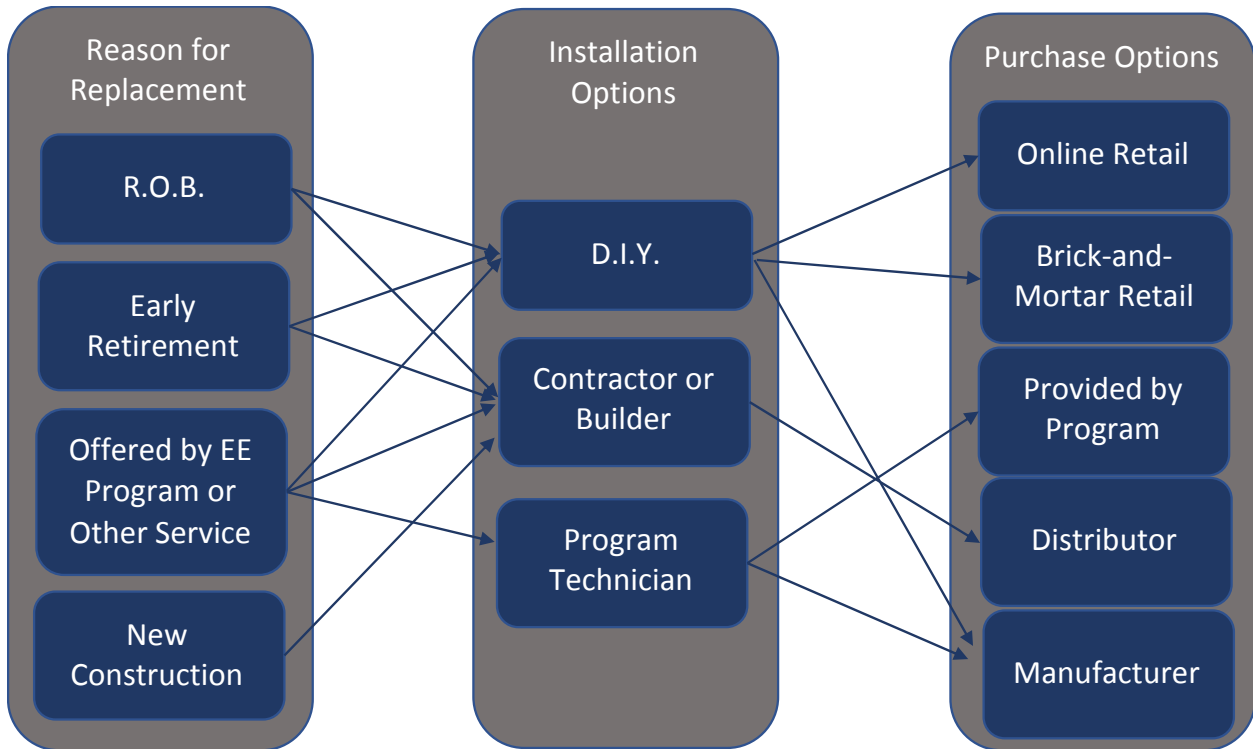 Reason for
Replacement
R.O.B.
Early
Retirement
Offered by EE
Program or
Other Service
New
Construction
Installation
Options
D.I.Y.
Contractor or
Builder
Program
Technician
Purchase Options
Online Retail
Brick-and-
Mortar Retail
Provided by
Program
Distributor
Manufacturer